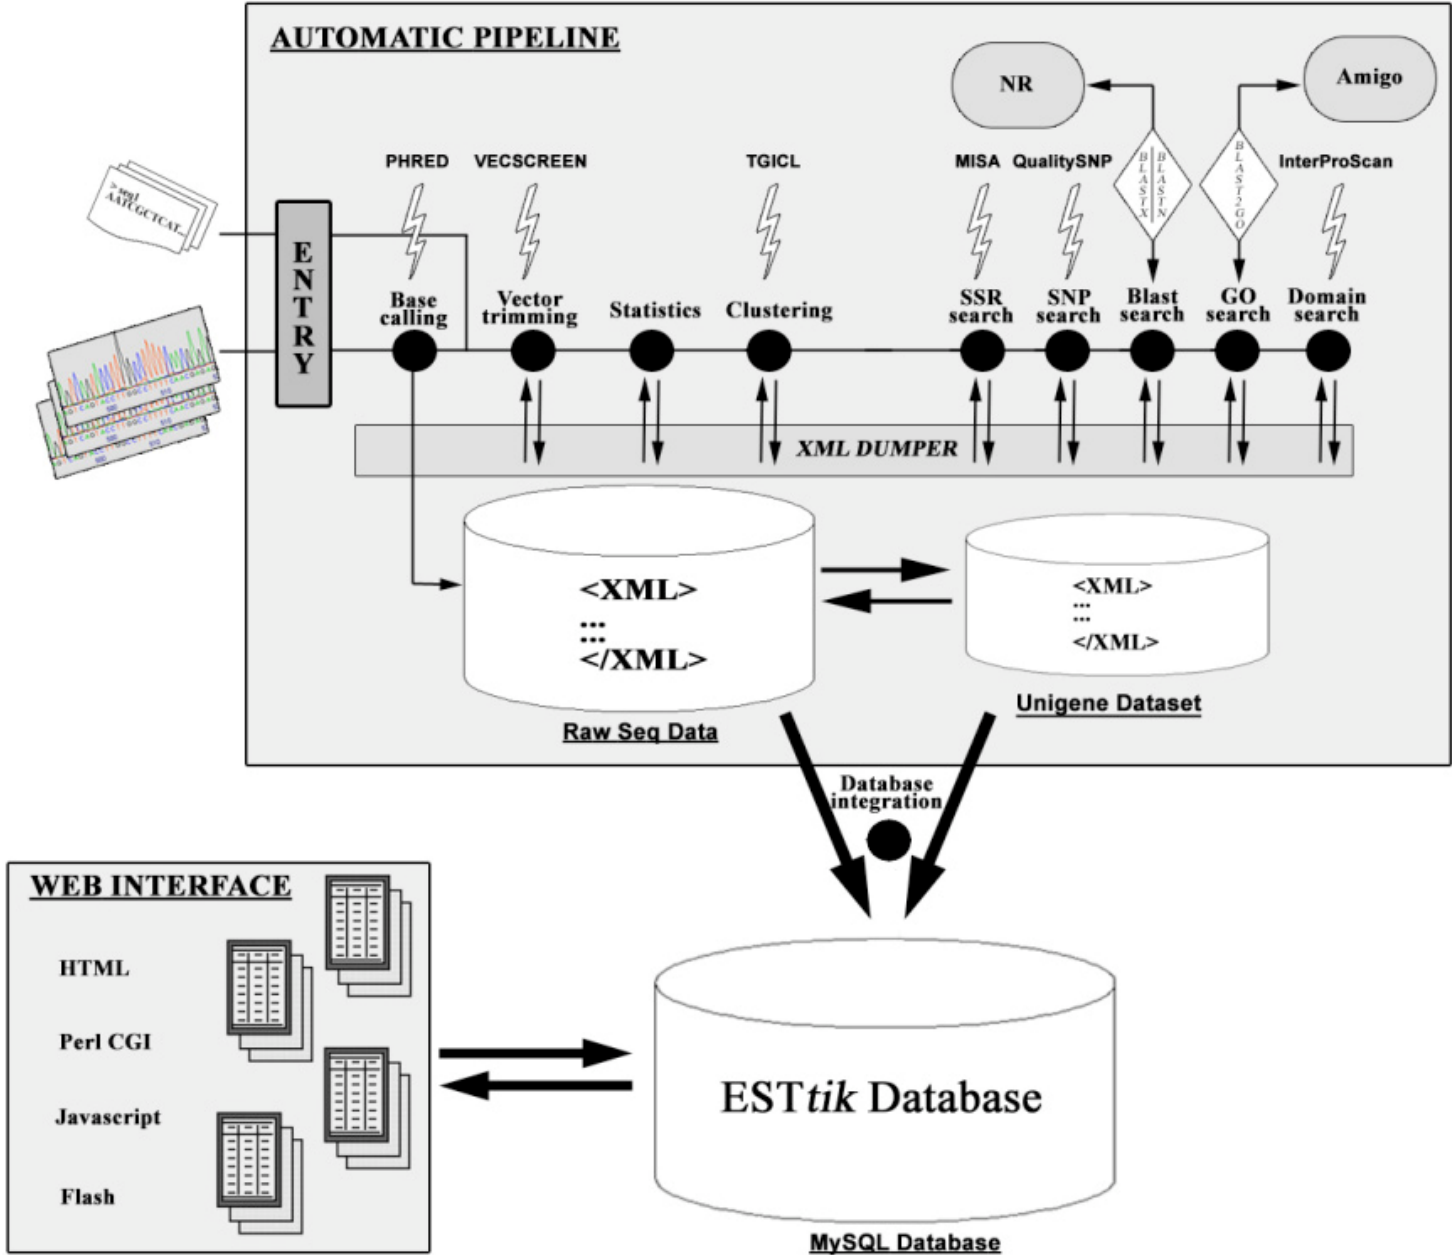 AUTOMATIC PIPELINE
NR
Amigo
PHRED
VECSCREEN
TGICL
MISA
QualitySNP
BLASTX
BLASTN
BLAST2GO
InterProScan
> seq1
AATCGCTCAT...
ENTRY
Base
calling
Vector
trimming
Statistics
Clustering
SSR
search
SNP
search
Blast
search
GO
search
Domain
search
XML DUMPER
<XML>
...
...
</XML>
<XML>
...
...
</XML>
Raw Seq Data
Unigene Dataset
Database
integration
WEB INTERFACE
HTML
Perl CGI
Javascript
Flash
ESTtik Database
MySQL Database